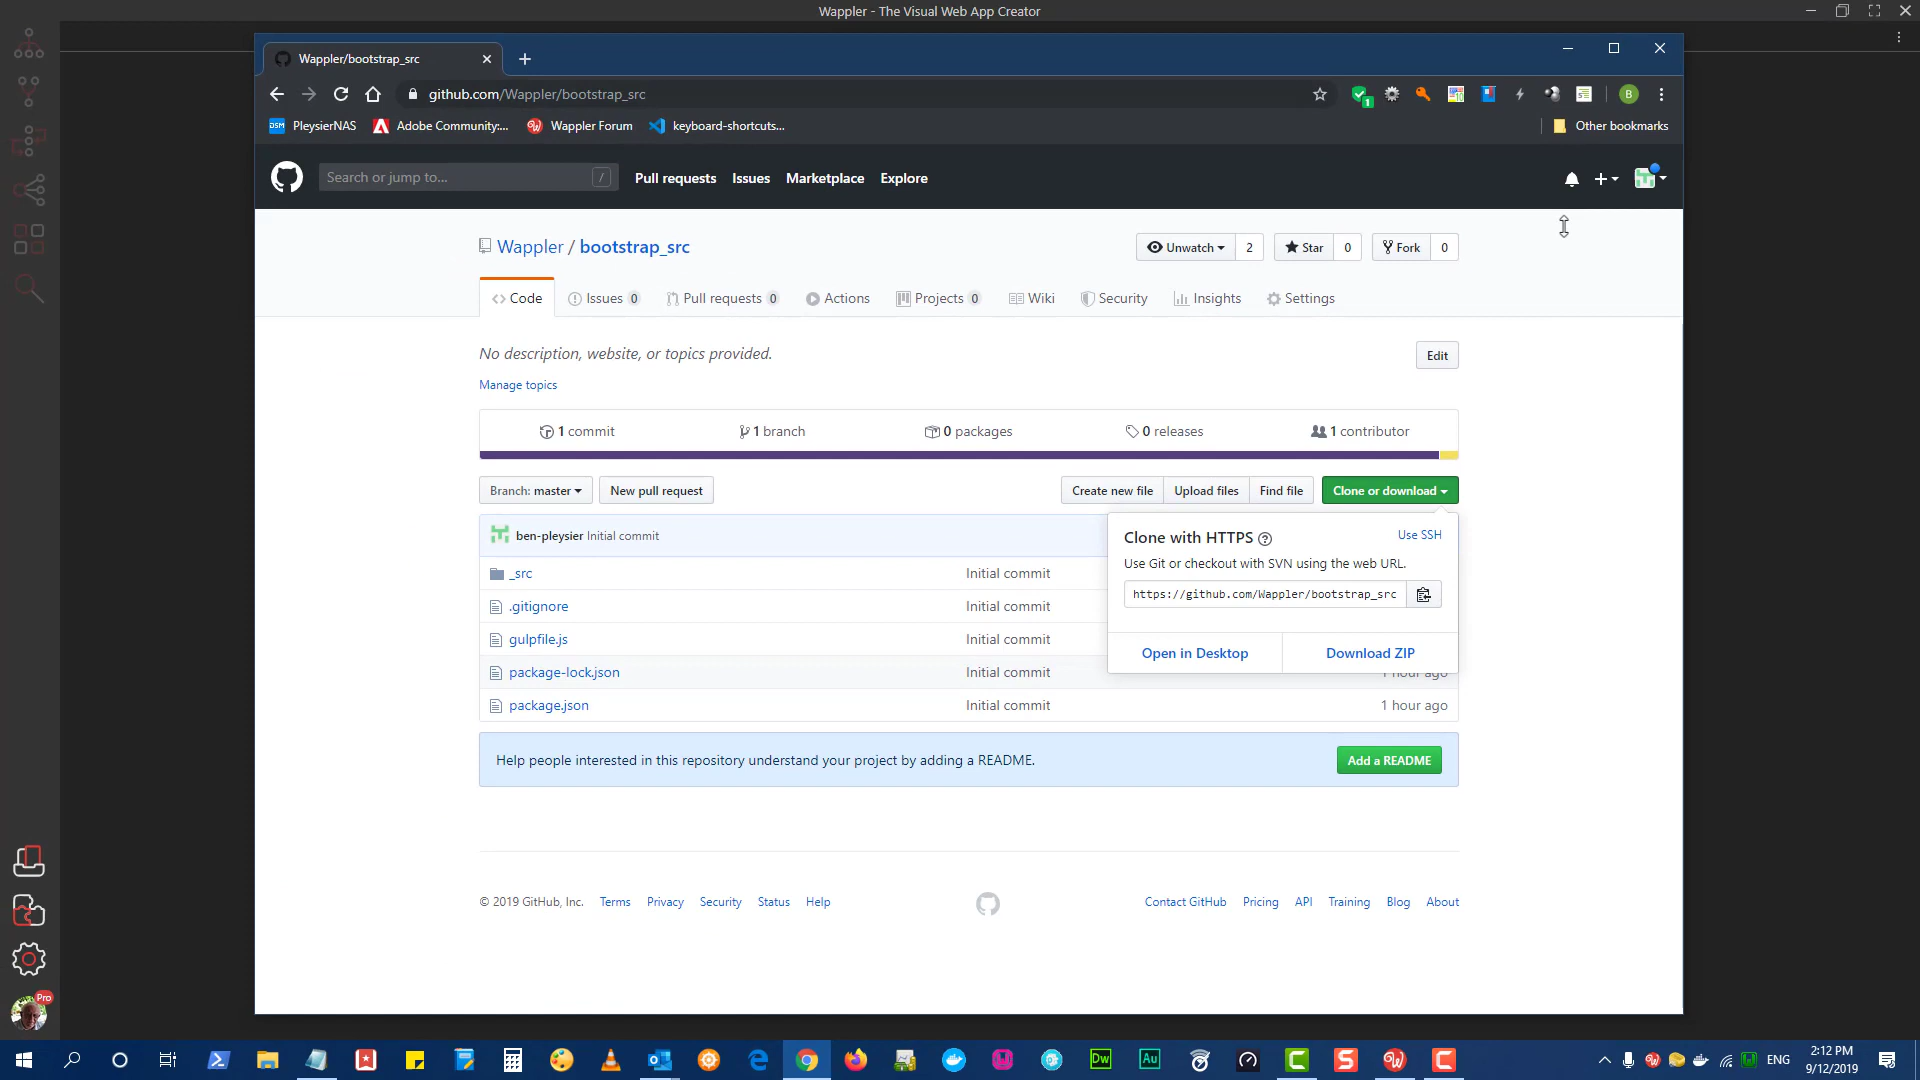 Wappler - The Visual Web App Creator
Wappler/bootstrap_src
github.com/Wappler/bootstrap_src
1
B
DSM PleysierNAS Adobe Community:... Wappler Forum keyboard-shortcuts... Other bookmarks
Search or jump to... / Pull requests Issues Marketplace Explore
Wappler / bootstrap_src
Unwatch 2 Star 0 Fork 0
Code Issues 0 Pull requests 0 Actions Projects 0 Wiki Security Insights Settings
No description, website, or topics provided. Edit
Manage topics
1 commit 1 branch 0 packages 0 releases 1 contributor
Branch: master New pull request Create new file Upload files Find file Clone or download
ben-pleysier Initial commit
Clone with HTTPS ? Use SSH
Use Git or checkout with SVN using the web URL.
https://github.com/Wappler/bootstrap_src
Open in Desktop Download ZIP
_src Initial commit
.gitignore Initial commit
gulpfile.js Initial commit
package-lock.json Initial commit 1 hour ago
package.json Initial commit 1 hour ago
Help people interested in this repository understand your project by adding a README. Add a README
© 2019 GitHub, Inc. Terms Privacy Security Status Help Contact GitHub Pricing API Training Blog About
Pro
Dw Au ENG
2:12 PM
9/12/2019